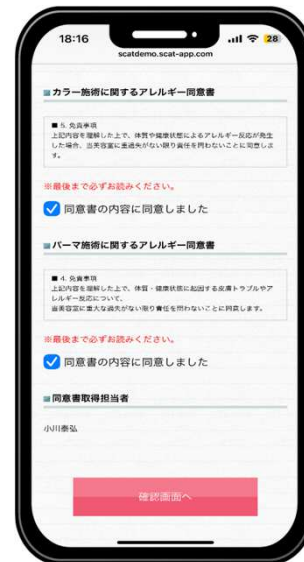 18:16
28
scatdemo.scat-app.com
カラー施術に関するアレルギー同意書
■ 5. 免責事項
上記内容を理解した上で、体質や健康状態によるアレルギー反応が発生
した場合、当美容室に重過失がない限り責任を問わないことに同意しま
す。
※最後まで必ずお読みください。
同意書の内容に同意しました
パーマ施術に関するアレルギー同意書
■ 4. 免責事項
上記内容を理解した上で、体質・健康状態に起因する皮膚トラブルやア
レルギー反応について、
当美容室に重大な過失がない限り責任を問わないことに同意します。
※最後まで必ずお読みください。
同意書の内容に同意しました
同意書取得担当者
小川泰弘
確認画面へ